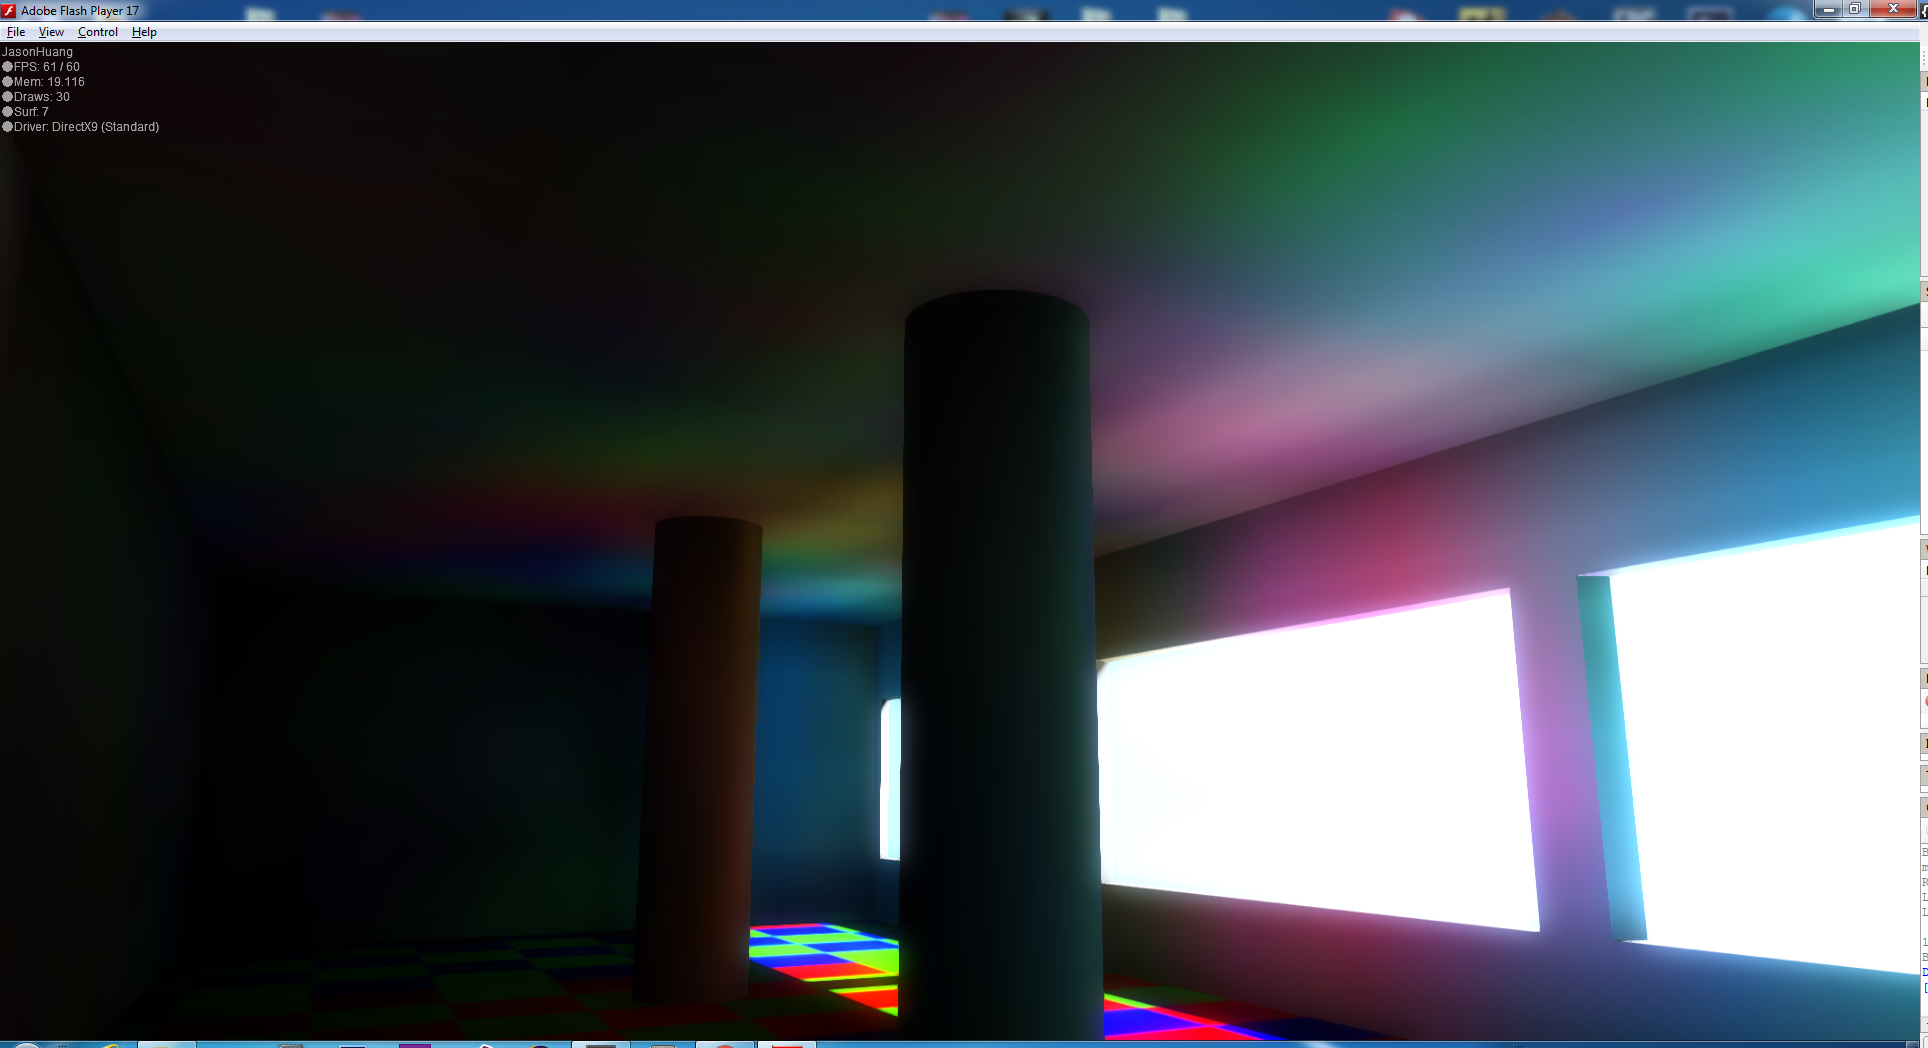 Adobe Flash Player 17
File View Control Help
JasonHuang
FPS: 61 / 60
Mem: 19.116
Draws: 30
Surf: 7
Driver: DirectX9 (Standard)